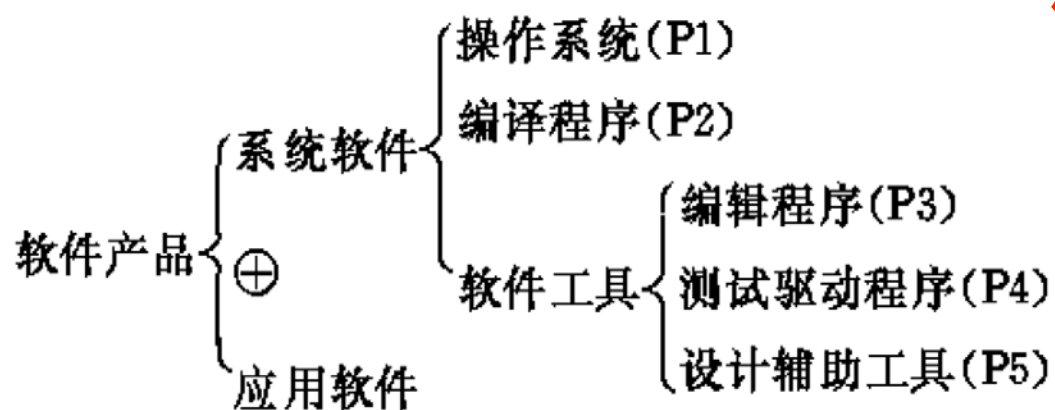 操作系统(P1)
编译程序(P2)
系统软件
编辑程序(P3)
软件产品
⊕
软件工具
测试驱动程序(P4)
设计辅助工具(P5)
应用软件